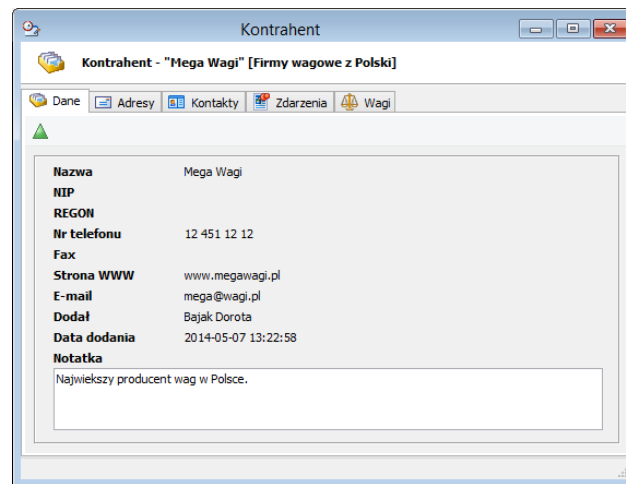 Kontrahent
Kontrahent - "Mega Wagi" [Firmy wagowe z Polski]
Dane Adresy Kontakty Zdarzenia Wagi
Nazwa Mega Wagi
NIP
REGON
Nr telefonu 12 451 12 12
Fax
Strona WWW www.megawagi.pl
E-mail mega@wagi.pl
Dodał Bajak Dorota
Data dodania 2014-05-07 13:22:58
Notatka
Najwiekszy producent wag w Polsce.